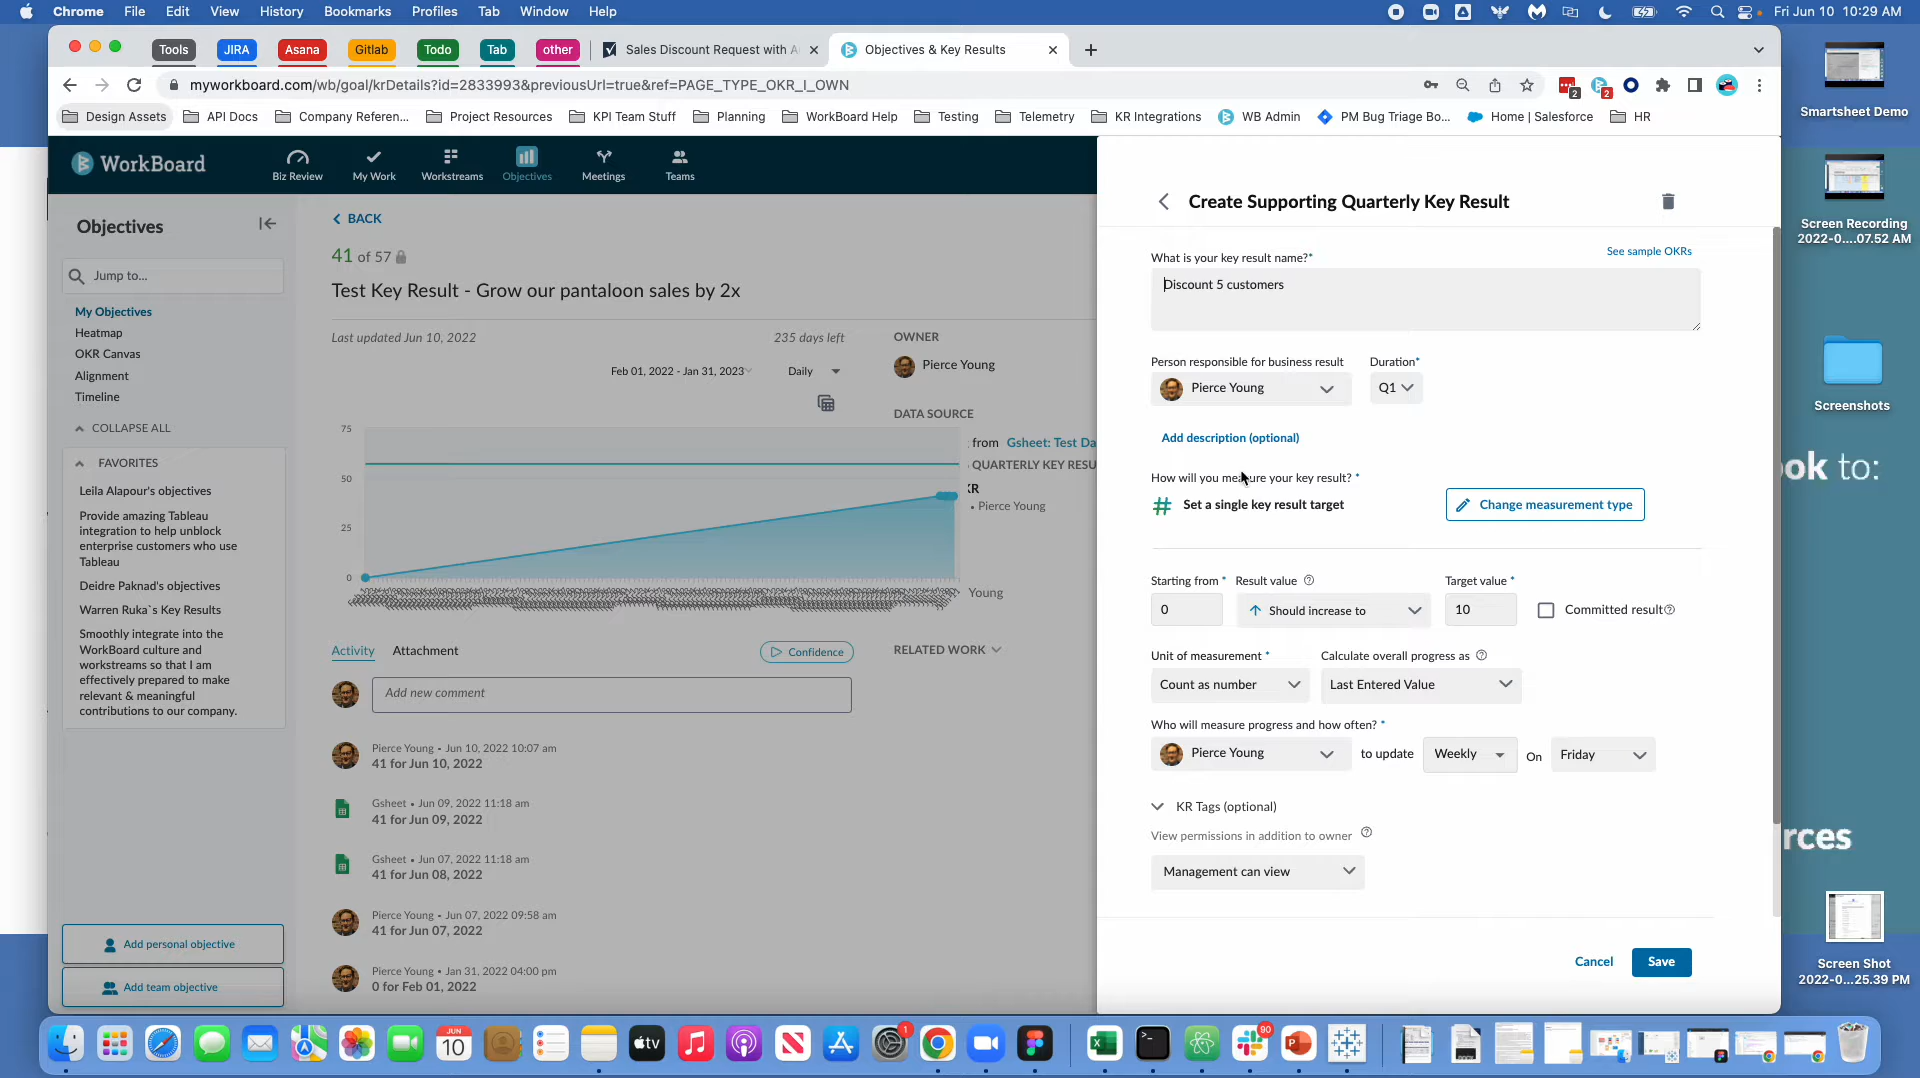 Chrome File Edit View History Bookmarks Profiles Tab Window Help Fri Jun 10 10:29 AM
Tools JIRA Asana Gitlab Todo Tab other Sales Discount Request with A Objectives & Key Results
myworkboard.com/wb/goal/krDetails?id=2833993&previousUrl=true&ref=PAGE_TYPE_OKR_I_OWN
2 2
Design Assets API Docs Company Referen... Project Resources KPI Team Stuff Planning WorkBoard Help Testing Telemetry KR Integrations WB Admin PM Bug Triage Bo... Home | Salesforce HR
WorkBoard
Biz Review My Work Workstreams Objectives Meetings Teams
Objectives
Jump to...
My Objectives
Heatmap
OKR Canvas
Alignment
Timeline
COLLAPSE ALL
FAVORITES
Leila Alapour's objectives
Provide amazing Tableau
integration to help unblock
enterprise customers who use
Tableau
Deidre Paknad's objectives
Warren Ruka`s Key Results
Smoothly integrate into the
WorkBoard culture and
workstreams so that I am
effectively prepared to make
relevant & meaningful
contributions to our company.
Add personal objective
Add team objective
BACK
41 of 57
Test Key Result - Grow our pantaloon sales by 2x
Last updated Jun 10, 2022 235 days left
Feb 01, 2022 - Jan 31, 2023 Daily
75
50
25
0
OWNER
Pierce Young
DATA SOURCE
from Gsheet: Test Da
QUARTERLY KEY RESU
KR
• Pierce Young
Young
RELATED WORK
Activity Attachment Confidence
Add new comment
Pierce Young • Jun 10, 2022 10:07 am
41 for Jun 10, 2022
Gsheet • Jun 09, 2022 11:18 am
41 for Jun 09, 2022
Gsheet • Jun 07, 2022 11:18 am
41 for Jun 08, 2022
Pierce Young • Jun 07, 2022 09:58 am
41 for Jun 07, 2022
Pierce Young • Jan 31, 2022 04:00 pm
0 for Feb 01, 2022
Create Supporting Quarterly Key Result
What is your key result name?* See sample OKRs
Discount 5 customers
Person responsible for business result Duration*
Pierce Young Q1
Add description (optional)
How will you measure your key result? *
# Set a single key result target Change measurement type
Starting from * Result value Target value *
0 Should increase to 10 Committed result
Unit of measurement * Calculate overall progress as
Count as number Last Entered Value
Who will measure progress and how often? *
Pierce Young to update Weekly On Friday
KR Tags (optional)
View permissions in addition to owner
Management can view
Cancel Save
Smartsheet Demo
Screen Recording
2022-0....07.52 AM
Screenshots
ok to:
rces
Screen Shot
2022-0...25.39 PM
JUN
10
tv
1
90